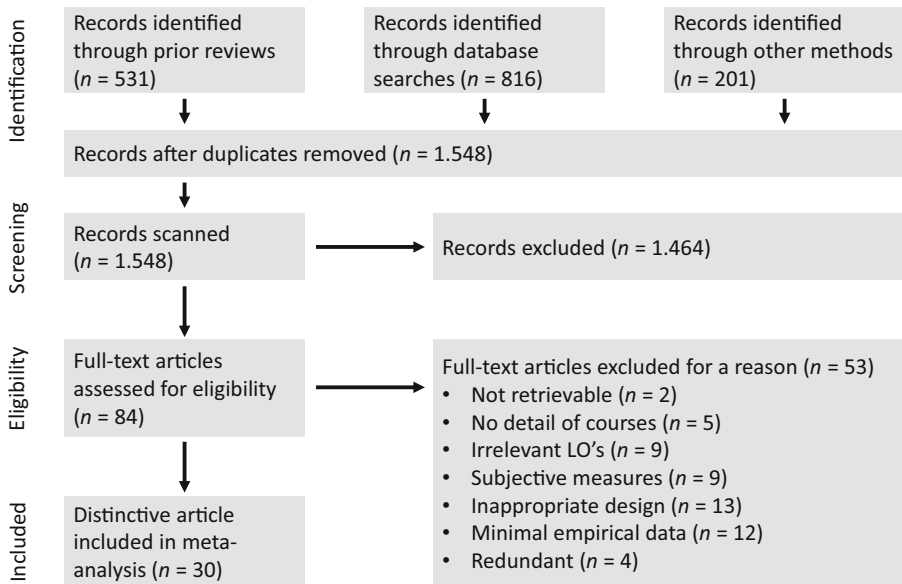 Identification
Records identified
through prior reviews
(n = 531)
Records identified
through database
searches (n = 816)
Records identified
through other methods
(n = 201)
Records after duplicates removed (n = 1.548)
Screening
Records scanned
(n = 1.548)
Records excluded (n = 1.464)
Eligibility
Full-text articles
assessed for eligibility
(n = 84)
Full-text articles excluded for a reason (n = 53)
• Not retrievable (n = 2)
• No detail of courses (n = 5)
• Irrelevant LO's (n = 9)
• Subjective measures (n = 9)
• Inappropriate design (n = 13)
• Minimal empirical data (n = 12)
• Redundant (n = 4)
Included
Distinctive article
included in meta-
analysis (n = 30)